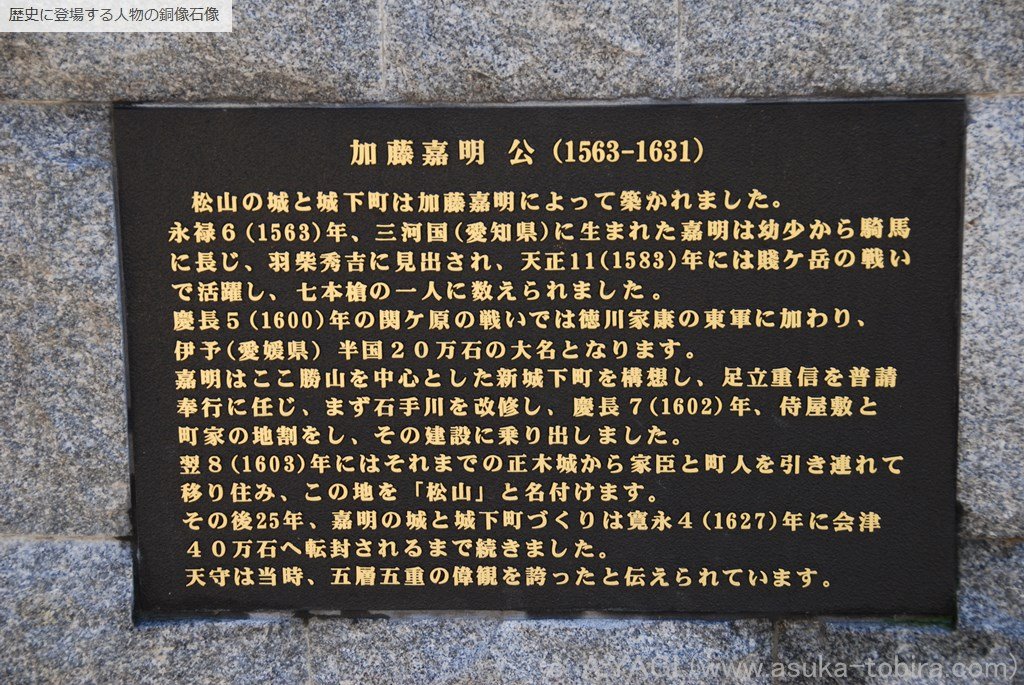 歴史に登場する人物の銅像石像
加藤嘉明 公 (1563-1631)
松山の城と城下町は加藤嘉明によって築かれました。
永禄６(1563)年、三河国(愛知県)に生まれた嘉明は幼少から騎馬
に長じ、羽柴秀吉に見出され、天正11(1583)年には賤ケ岳の戦い
で活躍し、七本槍の一人に数えられました。
慶長５(1600)年の関ケ原の戦いでは徳川家康の東軍に加わり、
伊予(愛媛県) 半国２０万石の大名となります。
嘉明はここ勝山を中心とした新城下町を構想し、足立重信を普請
奉行に任じ、まず石手川を改修し、慶長７(1602)年、侍屋敷と
町家の地割をし、その建設に乗り出しました。
翌８(1603)年にはそれまでの正木城から家臣と町人を引き連れて
移り住み、この地を「松山」と名付けます。
その後25年、嘉明の城と城下町づくりは寛永４(1627)年に会津
４０万石へ転封されるまで続きました。
天守は当時、五層五重の偉観を誇ったと伝えられています。
(www.asuka-tobira.com)